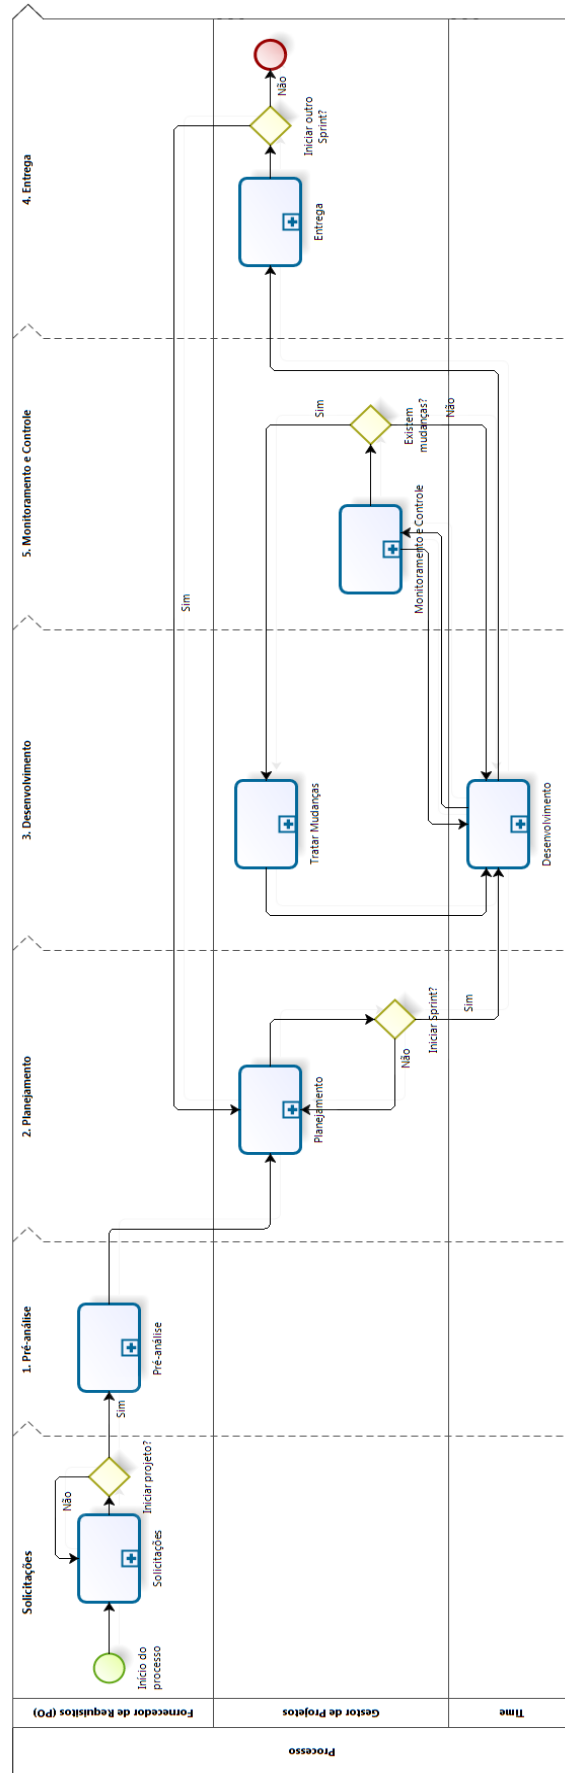 Processo
Fornecedor de Requisitos (PO)
Gestor de Projetos
Time
Solicitações
1. Pré-análise
2. Planejamento
3. Desenvolvimento
5. Monitoramento e Controle
4. Entrega
Início do
processo
Solicitações
Iniciar projeto?
Não
Sim
Pré-análise
Planejamento
Iniciar Sprint?
Não
Sim
Tratar Mudanças
Desenvolvimento
Monitoramento e Controle
Existem
mudanças?
Sim
Não
Entrega
Iniciar outro
Sprint?
Não
Sim